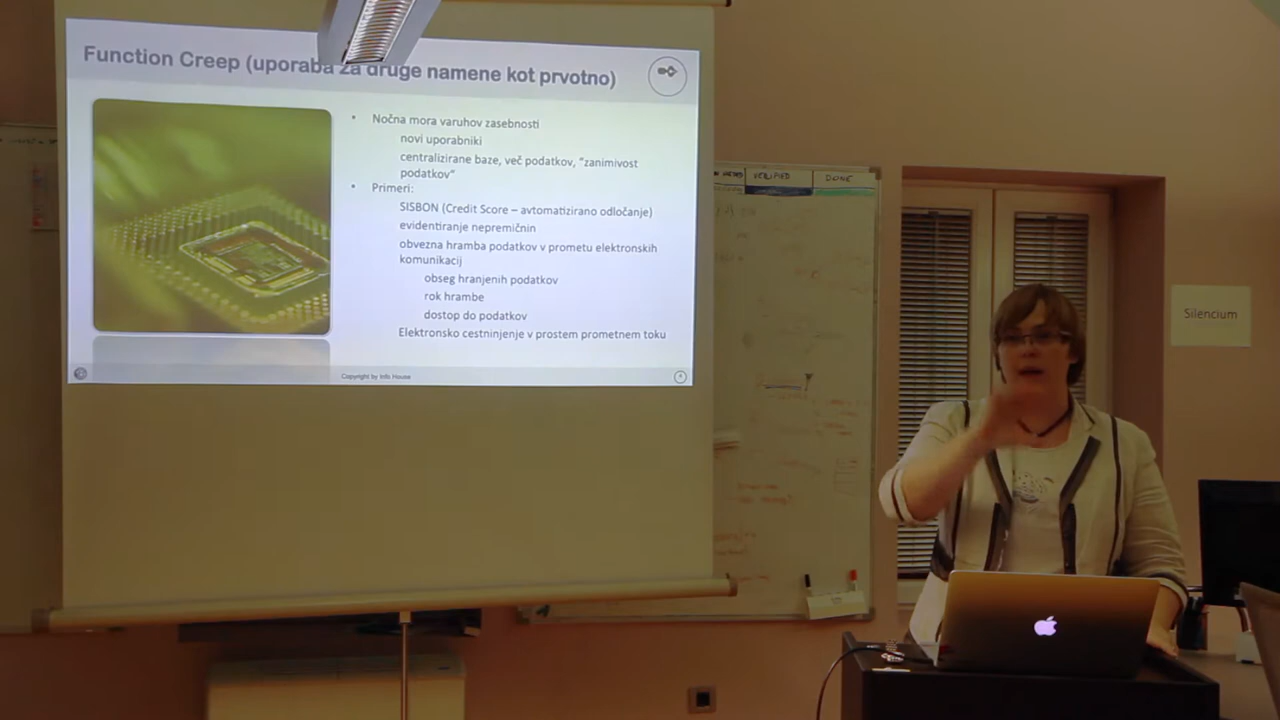 Function Creep (uporaba za druge namene kot prvotno)
Nočna mora varuhov zasebnosti
novi uporabniki
centralizirane baze, več podatkov, "zanimivost
podatkov"
Primeri:
SISBON (Credit Score – avtomatizirano odločanje)
evidentiranje nepremičnin
obvezna hramba podatkov v prometu elektronskih
komunikacij
obseg hranjenih podatkov
rok hrambe
dostop do podatkov
Elektronsko cestninjenje v prostem prometnem toku
Copyright by Info House
VERIFIED
DONE
Silencium